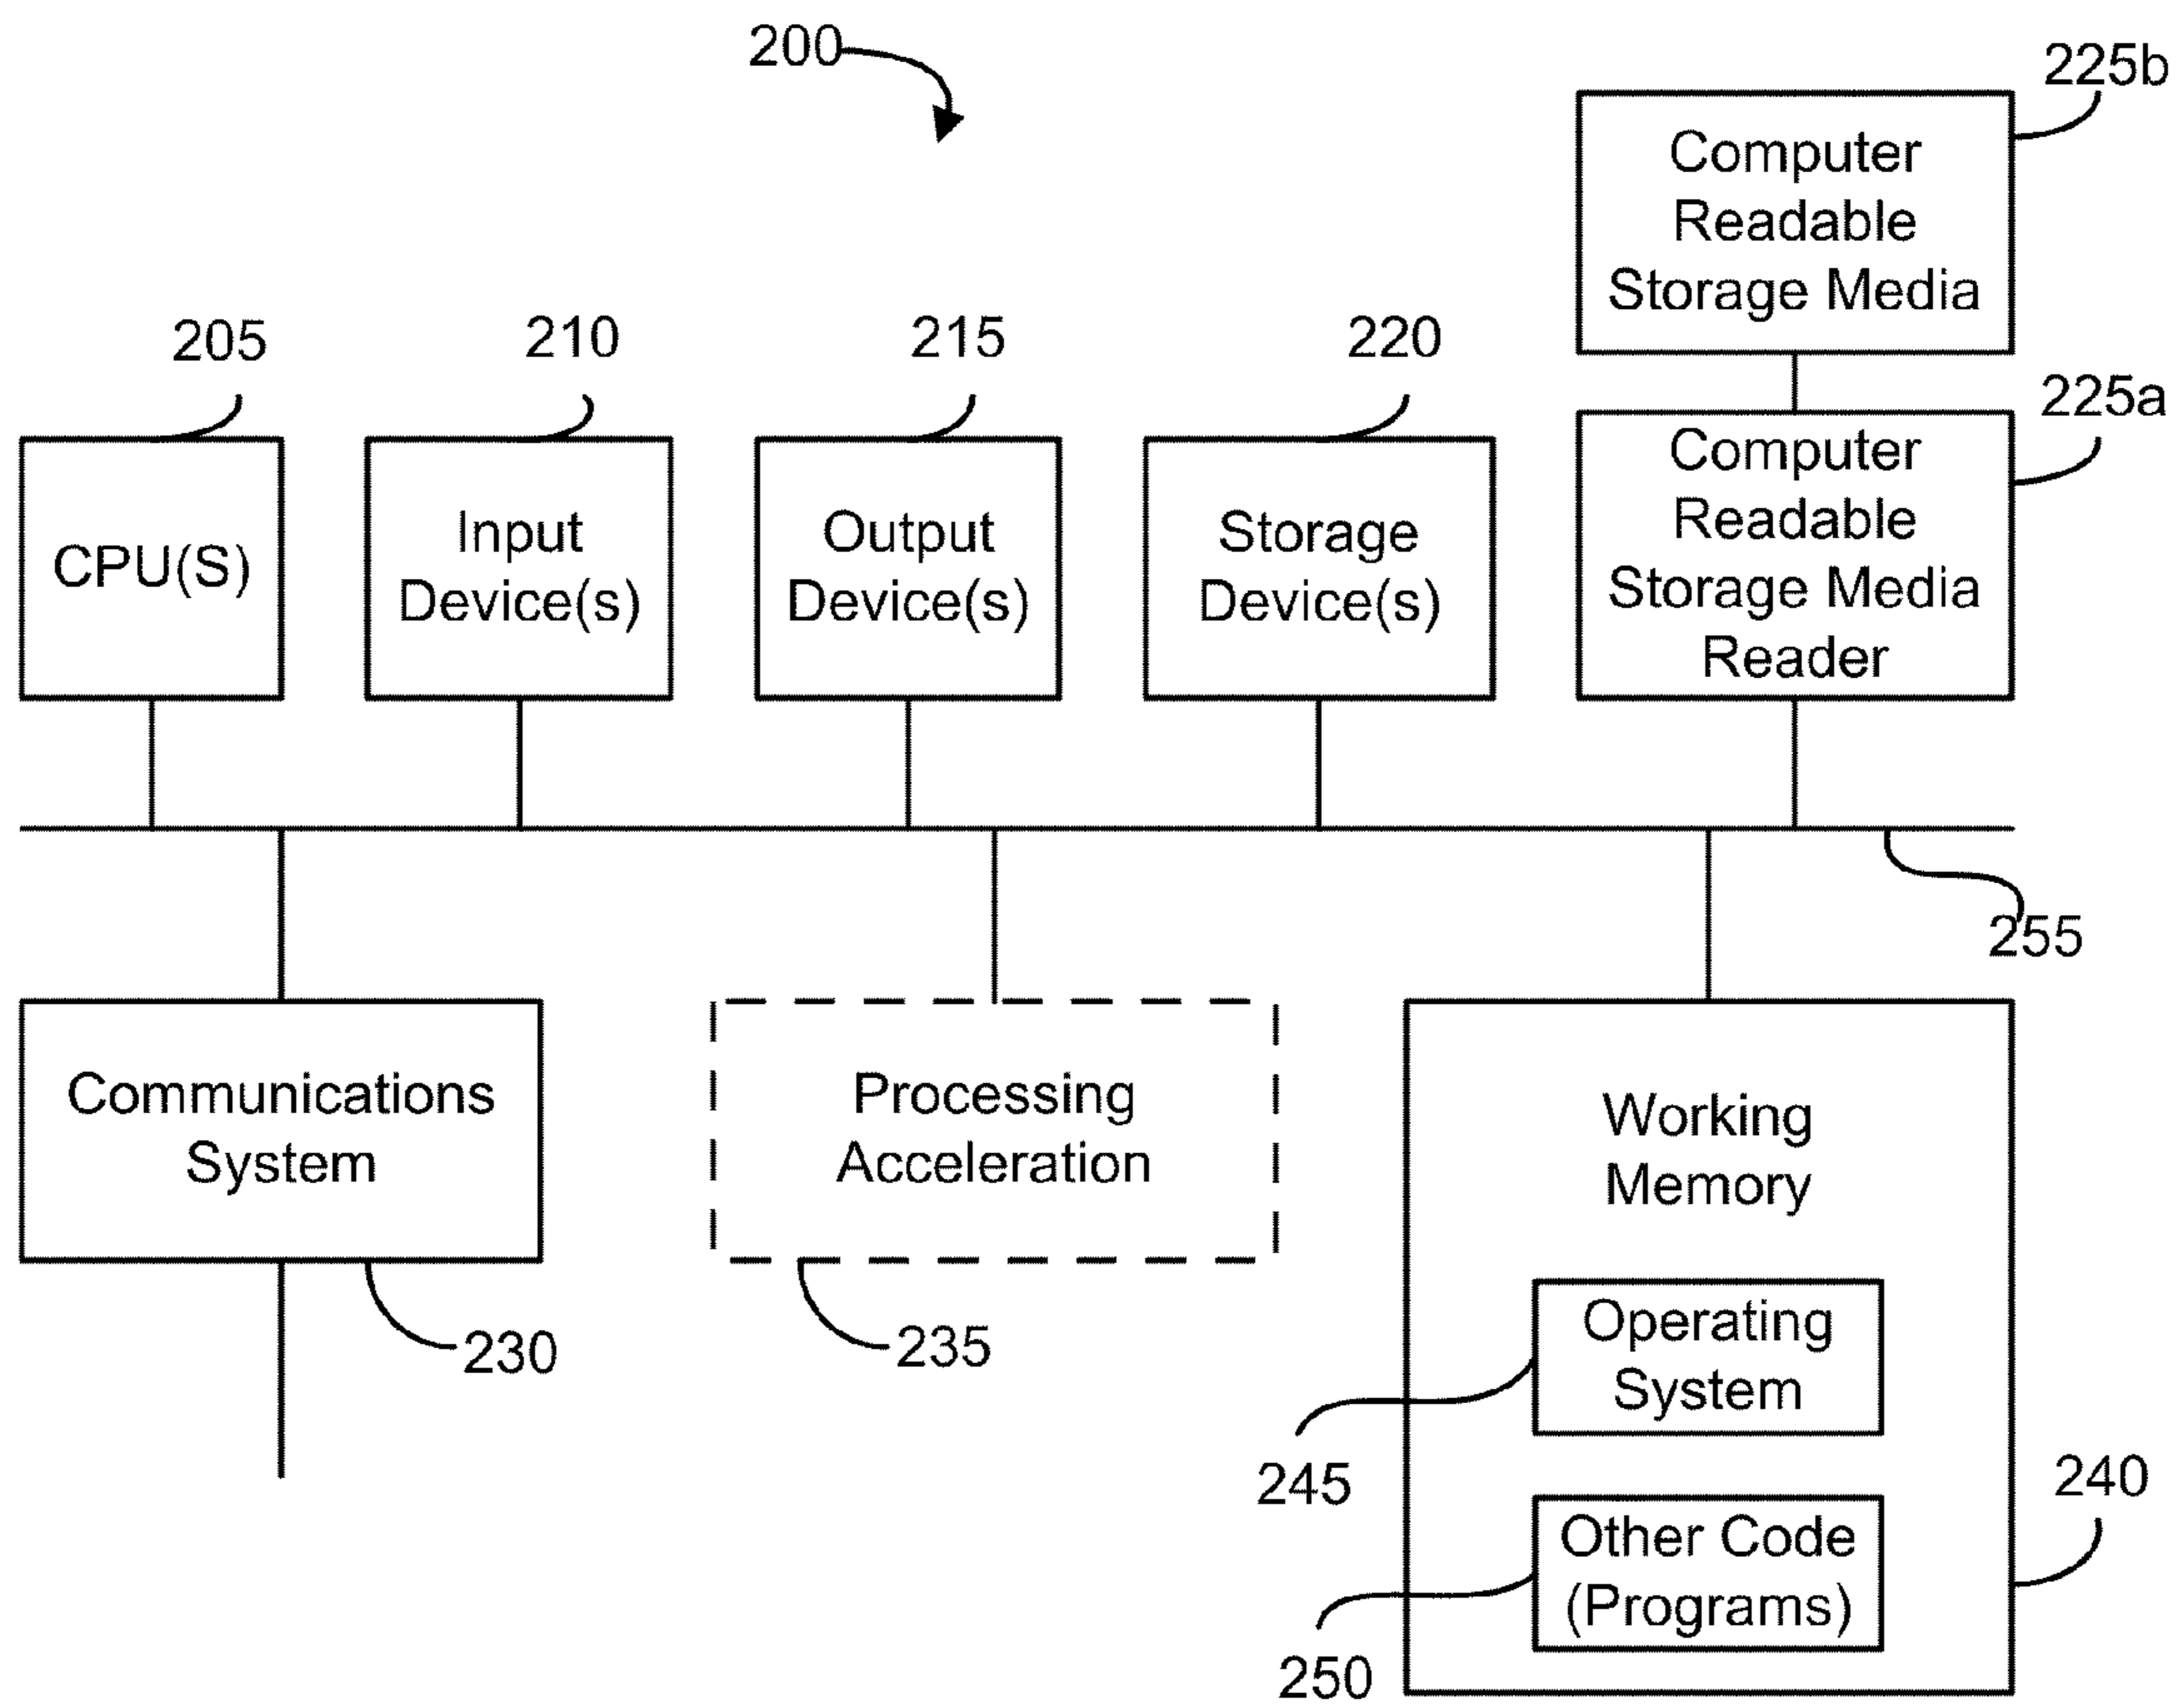 200
225b
Computer
Readable
Storage Media
205
210
215
220
225a
CPU(S)
Input
Device(s)
Output
Device(s)
Storage
Device(s)
Computer
Readable
Storage Media
Reader
255
Communications
System
230
Processing
Acceleration
235
Working
Memory
Operating
System
245
240
Other Code
(Programs)
250